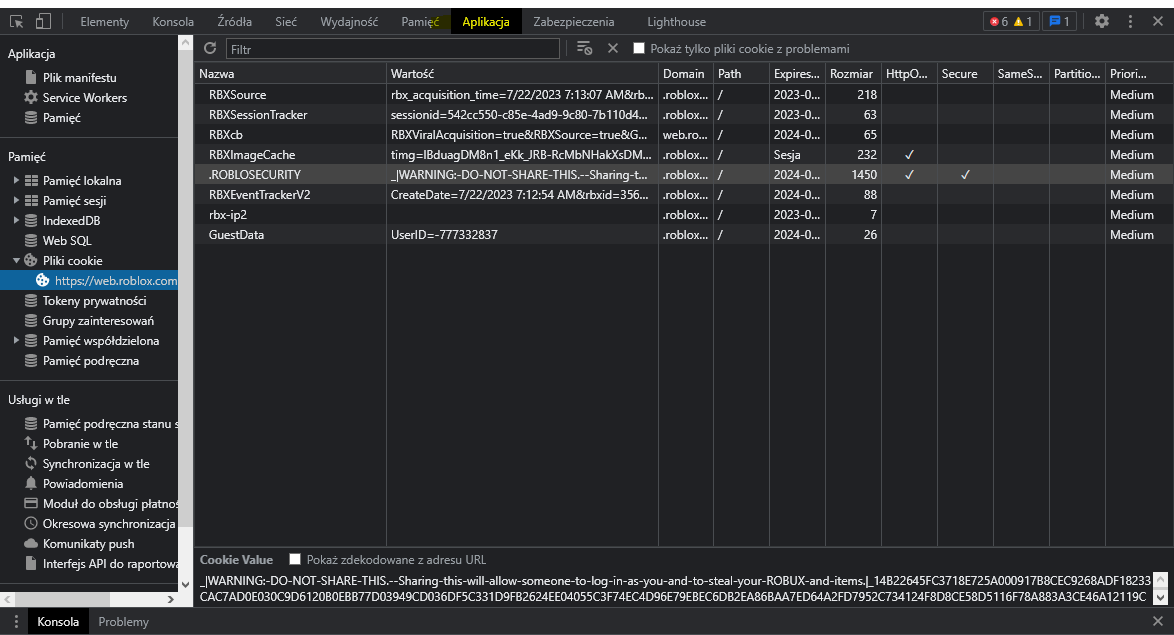 Elementy Konsola Źródła Sieć Wydajność Pamięć Aplikacja Zabezpieczenia Lighthouse 6 1 1
Aplikacja
Plik manifestu
Service Workers
Pamięć
Pamięć
Pamięć lokalna
Pamięć sesji
IndexedDB
Web SQL
Pliki cookie
https://web.roblox.com
Tokeny prywatności
Grupy zainteresowań
Pamięć współdzielona
Pamięć podręczna
Usługi w tle
Pamięć podręczna stanu s
Pobranie w tle
Synchronizacja w tle
Powiadomienia
Moduł do obsługi płatnoś
Okresowa synchronizacja
Komunikaty push
Interfejs API do raportowa
Filtr Pokaż tylko pliki cookie z problemami
Nazwa Wartość Domain Path Expires... Rozmiar HttpO... Secure SameS... Partitio... Priori...
RBXSource rbx_acquisition_time=7/22/2023 7:13:07 AM&rb... .roblox... / 2023-0... 218 Medium
RBXSessionTracker sessionid=542cc550-c85e-4ad9-9c80-7b110d4... .roblox... / 2023-0... 63 Medium
RBXcb RBXViralAcquisition=true&RBXSource=true&G... web.ro... / 2024-0... 65 Medium
RBXImageCache timg=IBduagDM8n1_eKk_JRB-RcMbNHakXsDM... .roblox... / Sesja 232 ✓ Medium
.ROBLOSECURITY _|WARNING:-DO-NOT-SHARE-THIS.--Sharing-t... .roblox... / 2024-0... 1450 ✓ ✓ Medium
RBXEventTrackerV2 CreateDate=7/22/2023 7:12:54 AM&rbxid=356... .roblox... / 2024-0... 88 Medium
rbx-ip2 .roblox... / 2023-0... 7 Medium
GuestData UserID=-777332837 .roblox... / 2024-0... 26 Medium
Cookie Value Pokaż zdekodowane z adresu URL
_|WARNING:-DO-NOT-SHARE-THIS.--Sharing-this-will-allow-someone-to-log-in-as-you-and-to-steal-your-ROBUX-and-items.|_14B22645FC3718E725A000917B8CEC9268ADF18233
CAC7AD0E030C9D6120B0EBB77D03949CD036DF5C331D9FB2624EE04055C3F74EC4D96E79EBEC6DB2EA86BAA7ED64A2FD7952C734124F8D8CE58D5116F78A883A3CE46A12119C
Konsola Problemy